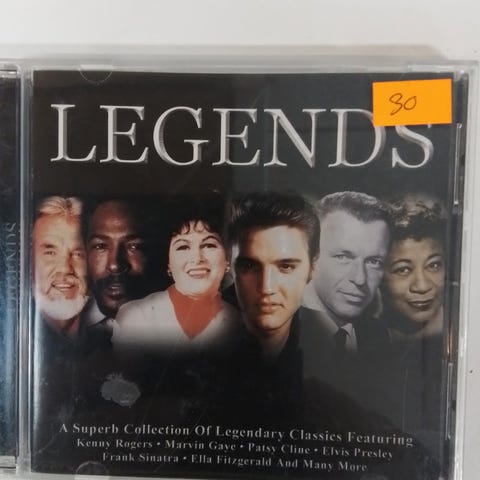 LEGENDS
30
A Superb Collection Of Legendary Classics Featuring
Kenny Rogers • Marvin Gaye • Patsy Cline • Elvis Presley
Frank Sinatra • Ella Fitzgerald And Many More
LEGENDS